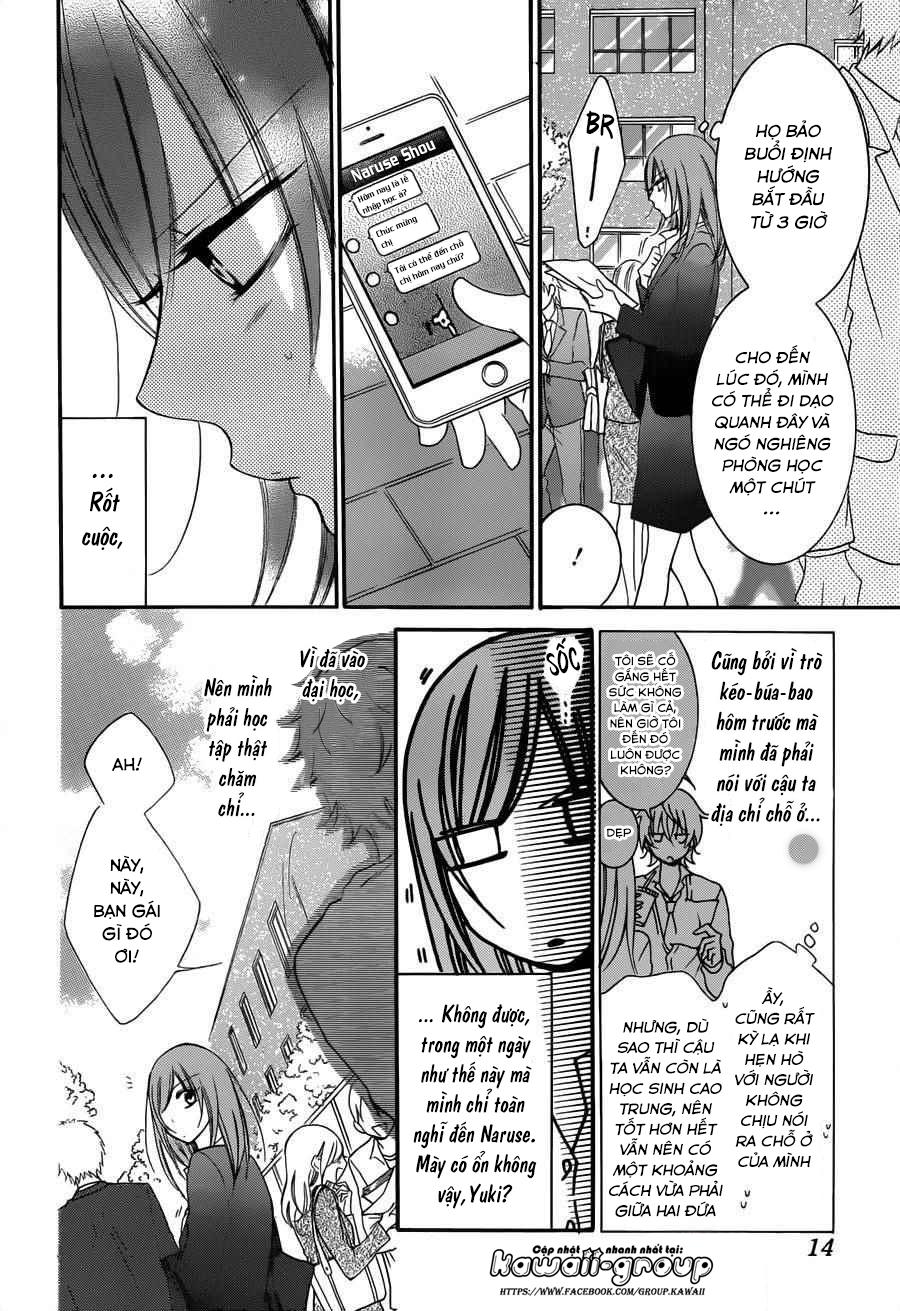 HỌ BẢO
BUỔI ĐỊNH
HƯỚNG
BẮT ĐẦU
TỪ 3 GIỜ
CHO ĐẾN
LÚC ĐÓ, MÌNH
CÓ THỂ ĐI DẠO
QUANH ĐÂY VÀ
NGÓ NGHIÊNG
PHÒNG HỌC
MỘT CHÚT
...
BR
!
Naruse Shou
Hôm nay là lễ
nhập học à?
Chúc mừng
chị
Tôi có thể đến chỗ
chị hôm nay chứ?
...
Rốt
cuộc,
Cũng bởi vì trò
kéo-búa-bao
hôm trước mà
mình đã phải
nói với cậu ta
địa chỉ chỗ ở...
TÔI SẼ CỐ
GẮNG HẾT
SỨC KHÔNG
LÀM GÌ CẢ,
NÊN GIỜ TÔI
ĐẾN ĐÓ
LUÔN ĐƯỢC
KHÔNG?
DẸP
ẦY,
CŨNG RẤT
KỲ LẠ KHI
HẸN HÒ
VỚI NGƯỜI
KHÔNG
CHỊU NÓI
RA CHỖ Ở
CỦA MÌNH
NHƯNG, DÙ
SAO THÌ CẬU
TA VẪN CÒN LÀ
HỌC SINH CAO
TRUNG, NÊN
TỐT HƠN HẾT
VẪN NÊN CÓ
MỘT KHOẢNG
CÁCH VỪA PHẢI
GIỮA HAI ĐỨA
SỐC
... Không được,
trong một ngày
như thế này mà
mình chỉ toàn
nghĩ đến Naruse.
Mày có ổn không
vậy, Yuki?
Vì đã vào
đại học,
Nên mình
phải học
tập thật
chăm
chỉ...
AH!
NÀY,
NÀY,
BẠN GÁI
GÌ ĐÓ
ƠI!
14
Cập nhật nhanh nhất tại:
kawaii-group
HTTPS://WWW.FACEBOOK.COM/GROUP.KAWAII